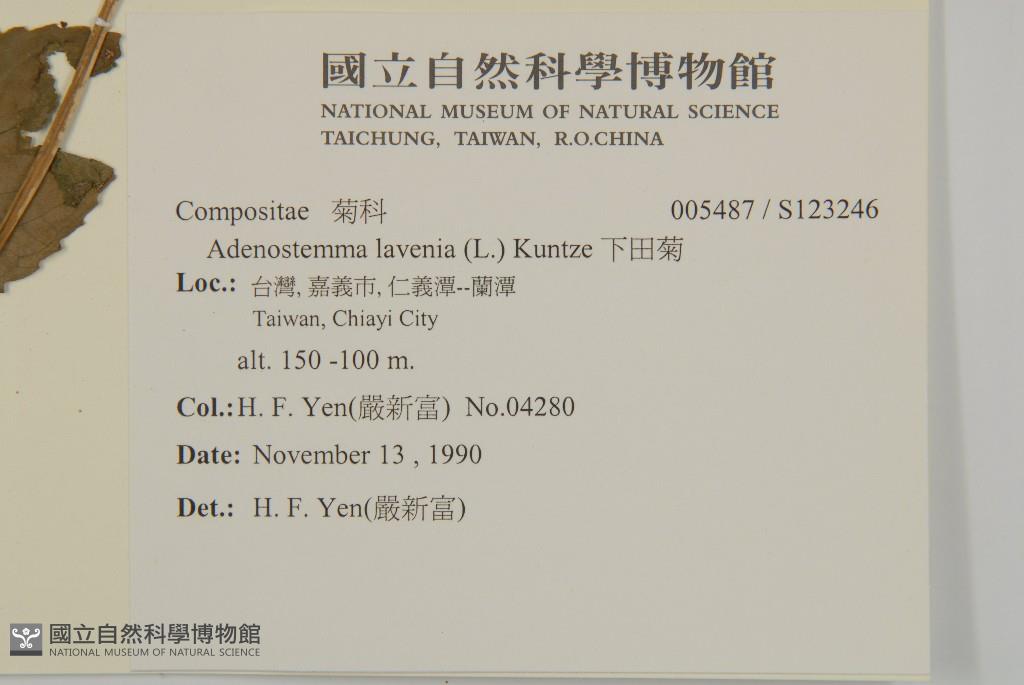 國立自然科學博物館
NATIONAL MUSEUM OF NATURAL SCIENCE
TAICHUNG, TAIWAN, R.O.CHINA
Compositae 菊科 005487 / S123246
Adenostemma lavenia (L.) Kuntze 下田菊
Loc.: 台灣, 嘉義市, 仁義潭--蘭潭
Taiwan, Chiayi City
alt. 150 -100 m.
Col.:H. F. Yen(嚴新富) No.04280
Date: November 13 , 1990
Det.: H. F. Yen(嚴新富)
國立自然科學博物館
NATIONAL MUSEUM OF NATURAL SCIENCE